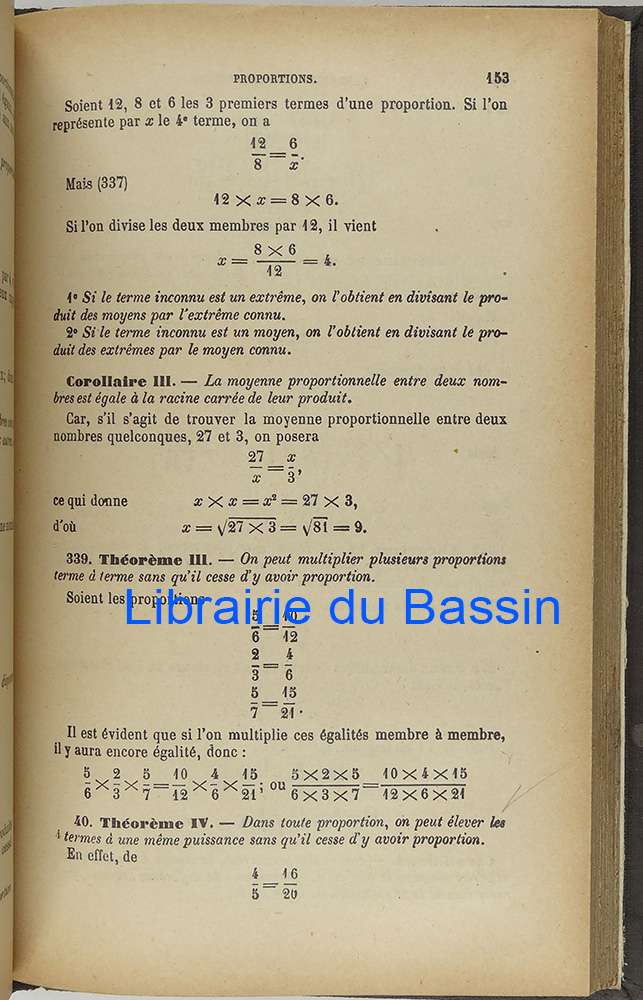 PROPORTIONS. 153
Soient 12, 8 et 6 les 3 premiers termes d'une proportion. Si l'on
représente par x le 4e terme, on a
12/8 = 6/x.
Mais (337)
12 × x = 8 × 6.
Si l'on divise les deux membres par 12, il vient
x = (8 × 6)/12 = 4.
1° Si le terme inconnu est un extrême, on l'obtient en divisant le pro-
duit des moyens par l'extrême connu.
2° Si le terme inconnu est un moyen, on l'obtient en divisant le pro-
duit des extrêmes par le moyen connu.
Corollaire III. — La moyenne proportionnelle entre deux nom-
bres est égale à la racine carrée de leur produit.
Car, s'il s'agit de trouver la moyenne proportionnelle entre deux
nombres quelconques, 27 et 3, on posera
27/x = x/3,
ce qui donne x × x = x² = 27 × 3,
d'où x = √27 × 3 = √81 = 9.
339. Théorème III. — On peut multiplier plusieurs proportions
terme à terme sans qu'il cesse d'y avoir proportion.
Soient les proportions
Librairie du Bassin
5/6 = 10/12
2/3 = 4/6
5/7 = 15/21.
Il est évident que si l'on multiplie ces égalités membre à membre,
il y aura encore égalité, donc :
5/6 × 2/3 × 5/7 = 10/12 × 4/6 × 15/21; ou (5 × 2 × 5)/(6 × 3 × 7) = (10 × 4 × 15)/(12 × 6 × 21)
40. Théorème IV. — Dans toute proportion, on peut élever les
4 termes à une même puissance sans qu'il cesse d'y avoir proportion.
En effet, de
4/5 = 16/20